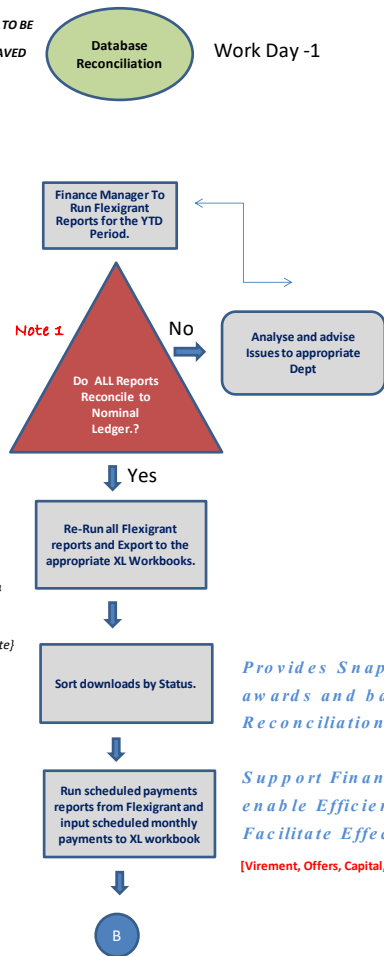 TO BE
AVED
Database
Reconciliation
Work Day -1
Finance Manager To
Run Flexigrant
Reports for the YTD
Period.
Note 1
No
Do ALL Reports
Reconcile to
Nominal
Ledger.?
Analyse and advise
Issues to appropriate
Dept
Yes
Re-Run all Flexigrant
reports and Export to the
appropriate XL Workbooks.
te}
Sort downloads by Status.
Provides Snap
awards and ba
Reconciliation
Run scheduled payments
reports from Flexigrant and
input scheduled monthly
payments to XL workbook
Support Finan
enable Efficien
Facilitate Effec
[Virement, Offers, Capital,
B